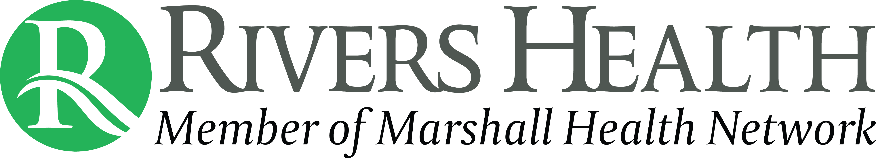 R RIVERS HEALTH
Member of Marshall Health Network